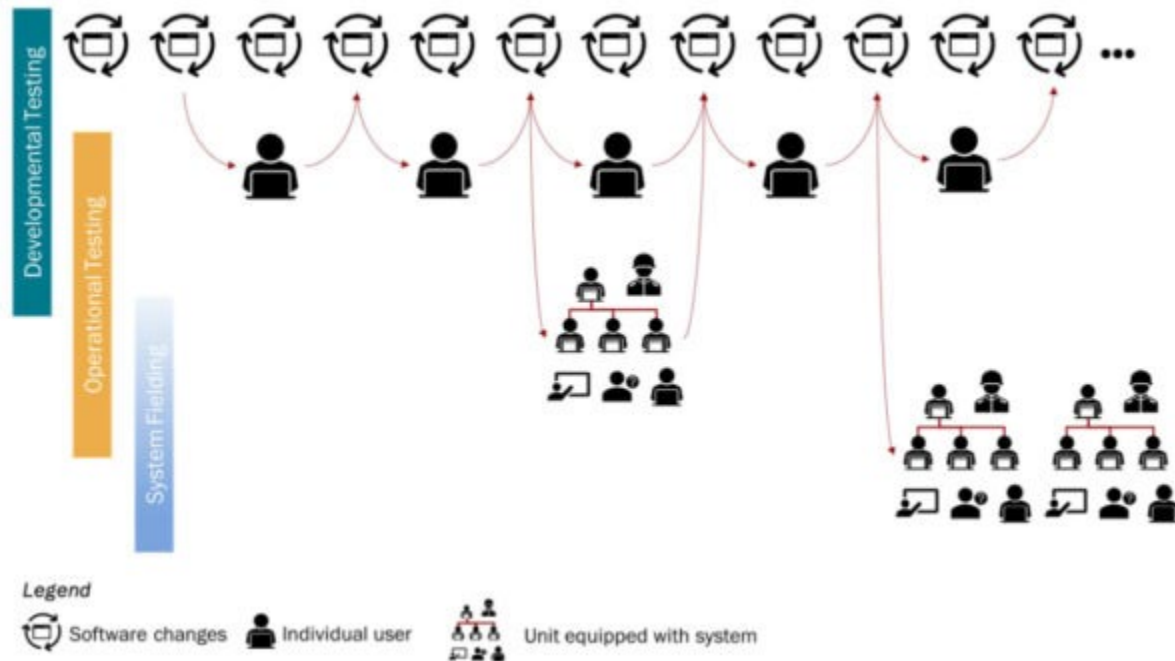 Developmental Testing
Operational Testing
System Fielding
...
Legend
Software changes
Individual user
Unit equipped with system